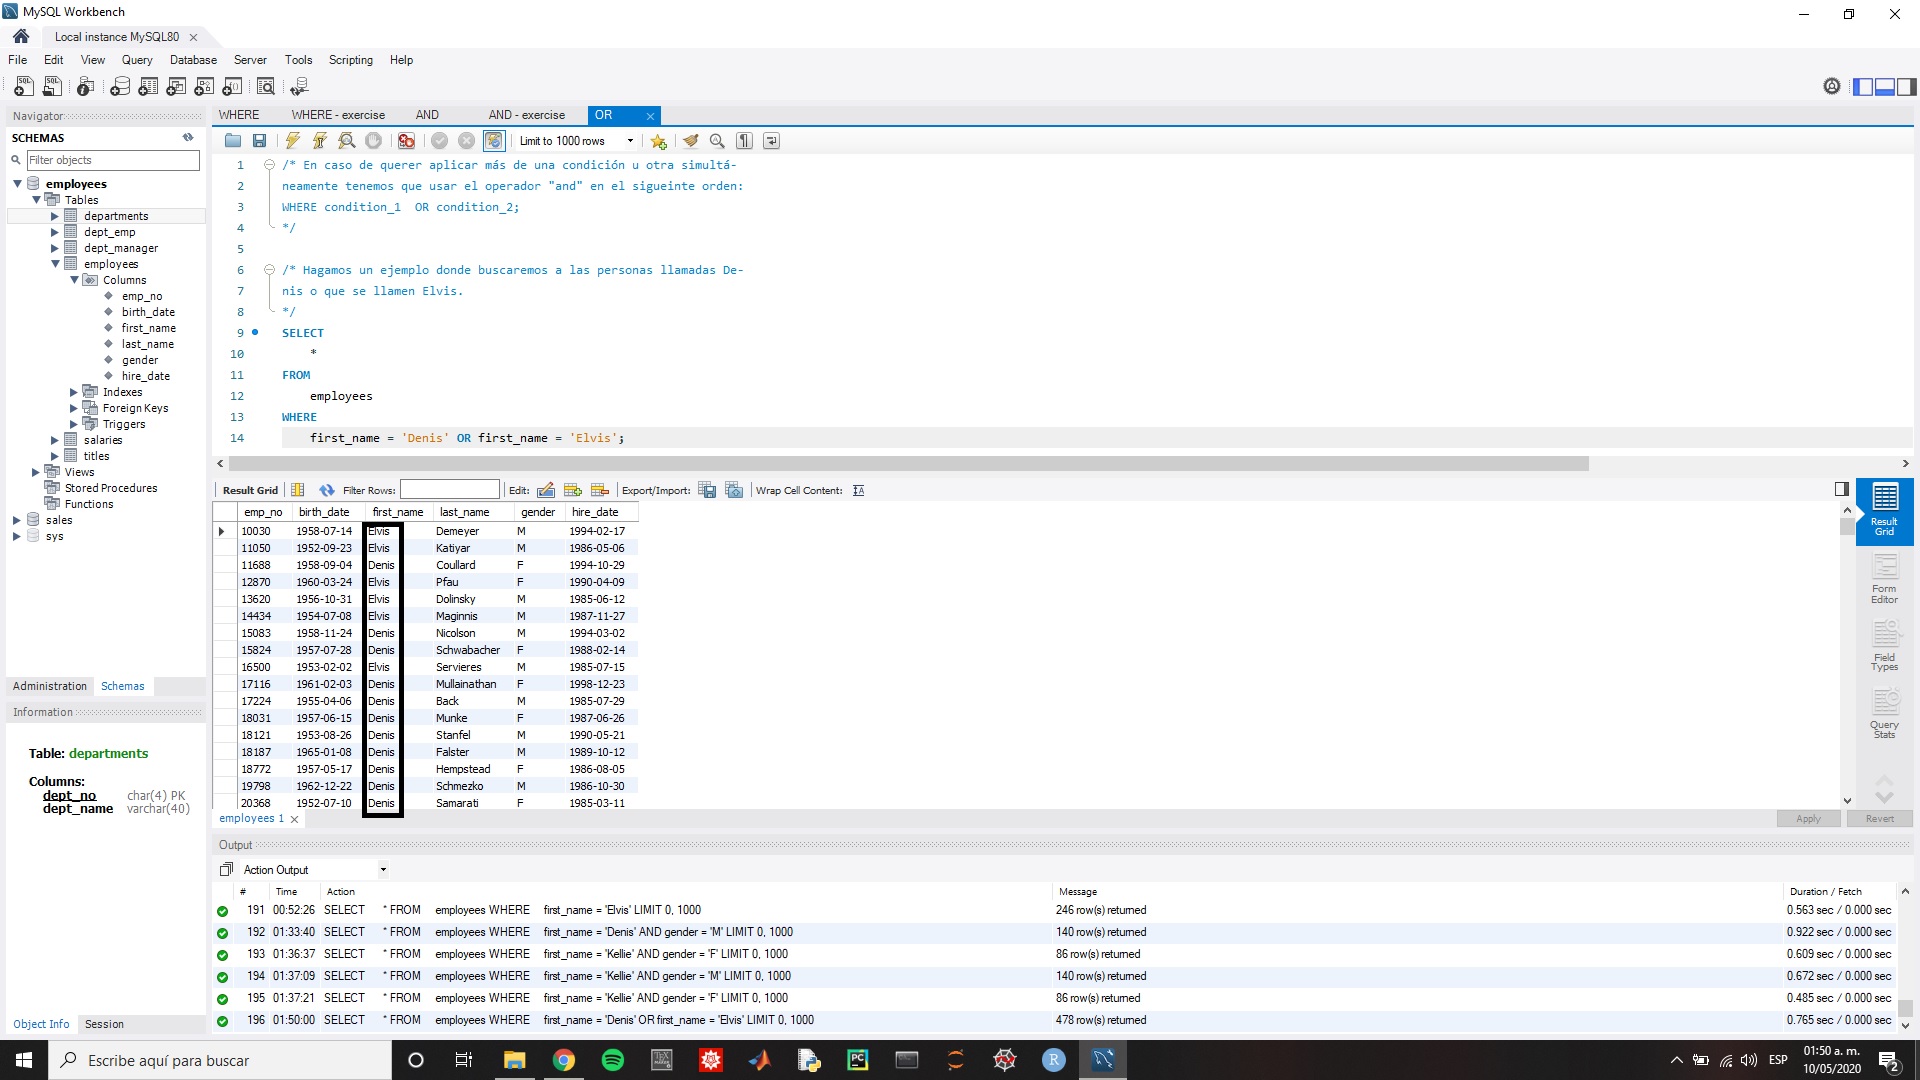 MySQL Workbench
Local instance MySQL80
File Edit View Query Database Server Tools Scripting Help
Navigator
SCHEMAS
Filter objects
employees
Tables
departments
dept_emp
dept_manager
employees
Columns
emp_no
birth_date
first_name
last_name
gender
hire_date
Indexes
Foreign Keys
Triggers
salaries
titles
Views
Stored Procedures
Functions
sales
sys
Administration Schemas
Information
Table: departments
Columns:
dept_no char(4) PK
dept_name varchar(40)
Object Info Session
WHERE WHERE - exercise AND AND - exercise OR
Limit to 1000 rows
1 /* En caso de querer aplicar más de una condición u otra simultá-
2 neamente tenemos que usar el operador "and" en el sigueinte orden:
3 WHERE condition_1 OR condition_2;
4 */
5
6 /* Hagamos un ejemplo donde buscaremos a las personas llamadas De-
7 nis o que se llamen Elvis.
8 */
9 SELECT
10 *
11 FROM
12 employees
13 WHERE
14 first_name = 'Denis' OR first_name = 'Elvis';
Result Grid Filter Rows: Edit: Export/Import: Wrap Cell Content:
emp_no birth_date first_name last_name gender hire_date
10030 1958-07-14 Elvis Demeyer M 1994-02-17
11050 1952-09-23 Elvis Katiyar M 1986-05-06
11688 1958-09-04 Denis Coullard F 1994-10-29
12870 1960-03-24 Elvis Pfau F 1990-04-09
13620 1956-10-31 Elvis Dolinsky M 1985-06-12
14434 1954-07-08 Elvis Maginnis M 1987-11-27
15083 1958-11-24 Denis Nicolson M 1994-03-02
15824 1957-07-28 Denis Schwabacher F 1988-02-14
16500 1953-02-02 Elvis Servieres M 1985-07-15
17116 1961-02-03 Denis Mullainathan F 1998-12-23
17224 1955-04-06 Denis Back M 1985-07-29
18031 1957-06-15 Denis Munke F 1987-06-26
18121 1953-08-26 Denis Stanfel M 1990-05-21
18187 1965-01-08 Denis Falster M 1989-10-12
18772 1957-05-17 Denis Hempstead F 1986-08-05
19798 1962-12-22 Denis Schmezko M 1986-10-30
20368 1952-07-10 Denis Samarati F 1985-03-11
Result
Grid
Form
Editor
Field
Types
Query
Stats
employees 1
Apply Revert
Output
Action Output
# Time Action Message Duration / Fetch
191 00:52:26 SELECT * FROM employees WHERE first_name = 'Elvis' LIMIT 0, 1000 246 row(s) returned 0.563 sec / 0.000 sec
192 01:33:40 SELECT * FROM employees WHERE first_name = 'Denis' AND gender = 'M' LIMIT 0, 1000 140 row(s) returned 0.922 sec / 0.000 sec
193 01:36:37 SELECT * FROM employees WHERE first_name = 'Kellie' AND gender = 'F' LIMIT 0, 1000 86 row(s) returned 0.609 sec / 0.000 sec
194 01:37:09 SELECT * FROM employees WHERE first_name = 'Kellie' AND gender = 'M' LIMIT 0, 1000 140 row(s) returned 0.672 sec / 0.000 sec
195 01:37:21 SELECT * FROM employees WHERE first_name = 'Kellie' AND gender = 'F' LIMIT 0, 1000 86 row(s) returned 0.485 sec / 0.000 sec
196 01:50:00 SELECT * FROM employees WHERE first_name = 'Denis' OR first_name = 'Elvis' LIMIT 0, 1000 478 row(s) returned 0.765 sec / 0.000 sec
Escribe aquí para buscar
ESP
01:50 a. m.
10/05/2020
2